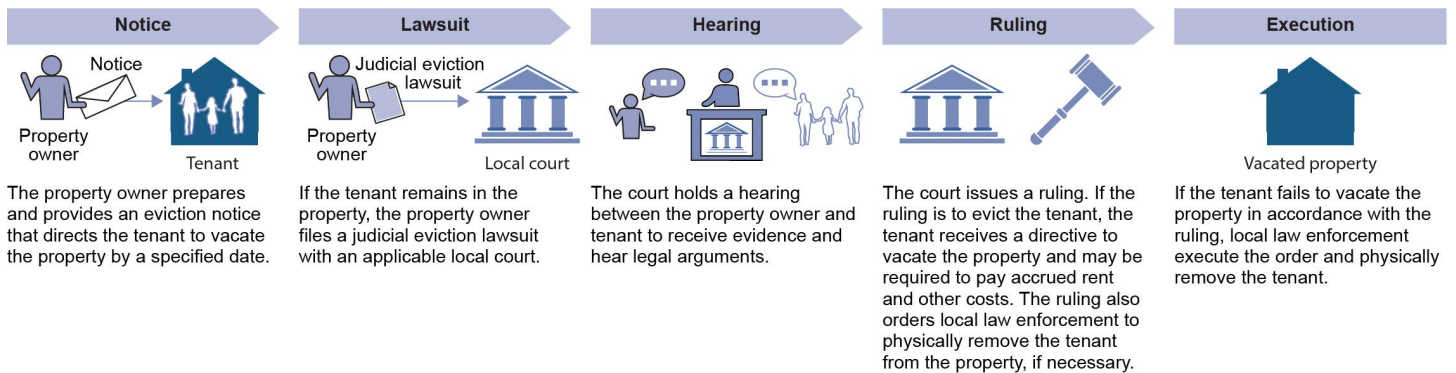 Notice
Notice
Property
owner
Tenant
The property owner prepares
and provides an eviction notice
that directs the tenant to vacate
the property by a specified date.
Lawsuit
Judicial eviction
lawsuit
Property
owner
Local court
If the tenant remains in the
property, the property owner
files a judicial eviction lawsuit
with an applicable local court.
Hearing
The court holds a hearing
between the property owner and
tenant to receive evidence and
hear legal arguments.
Ruling
The court issues a ruling. If the
ruling is to evict the tenant, the
tenant receives a directive to
vacate the property and may be
required to pay accrued rent
and other costs. The ruling also
orders local law enforcement to
physically remove the tenant
from the property, if necessary.
Execution
Vacated property
If the tenant fails to vacate the
property in accordance with the
ruling, local law enforcement
execute the order and physically
remove the tenant.